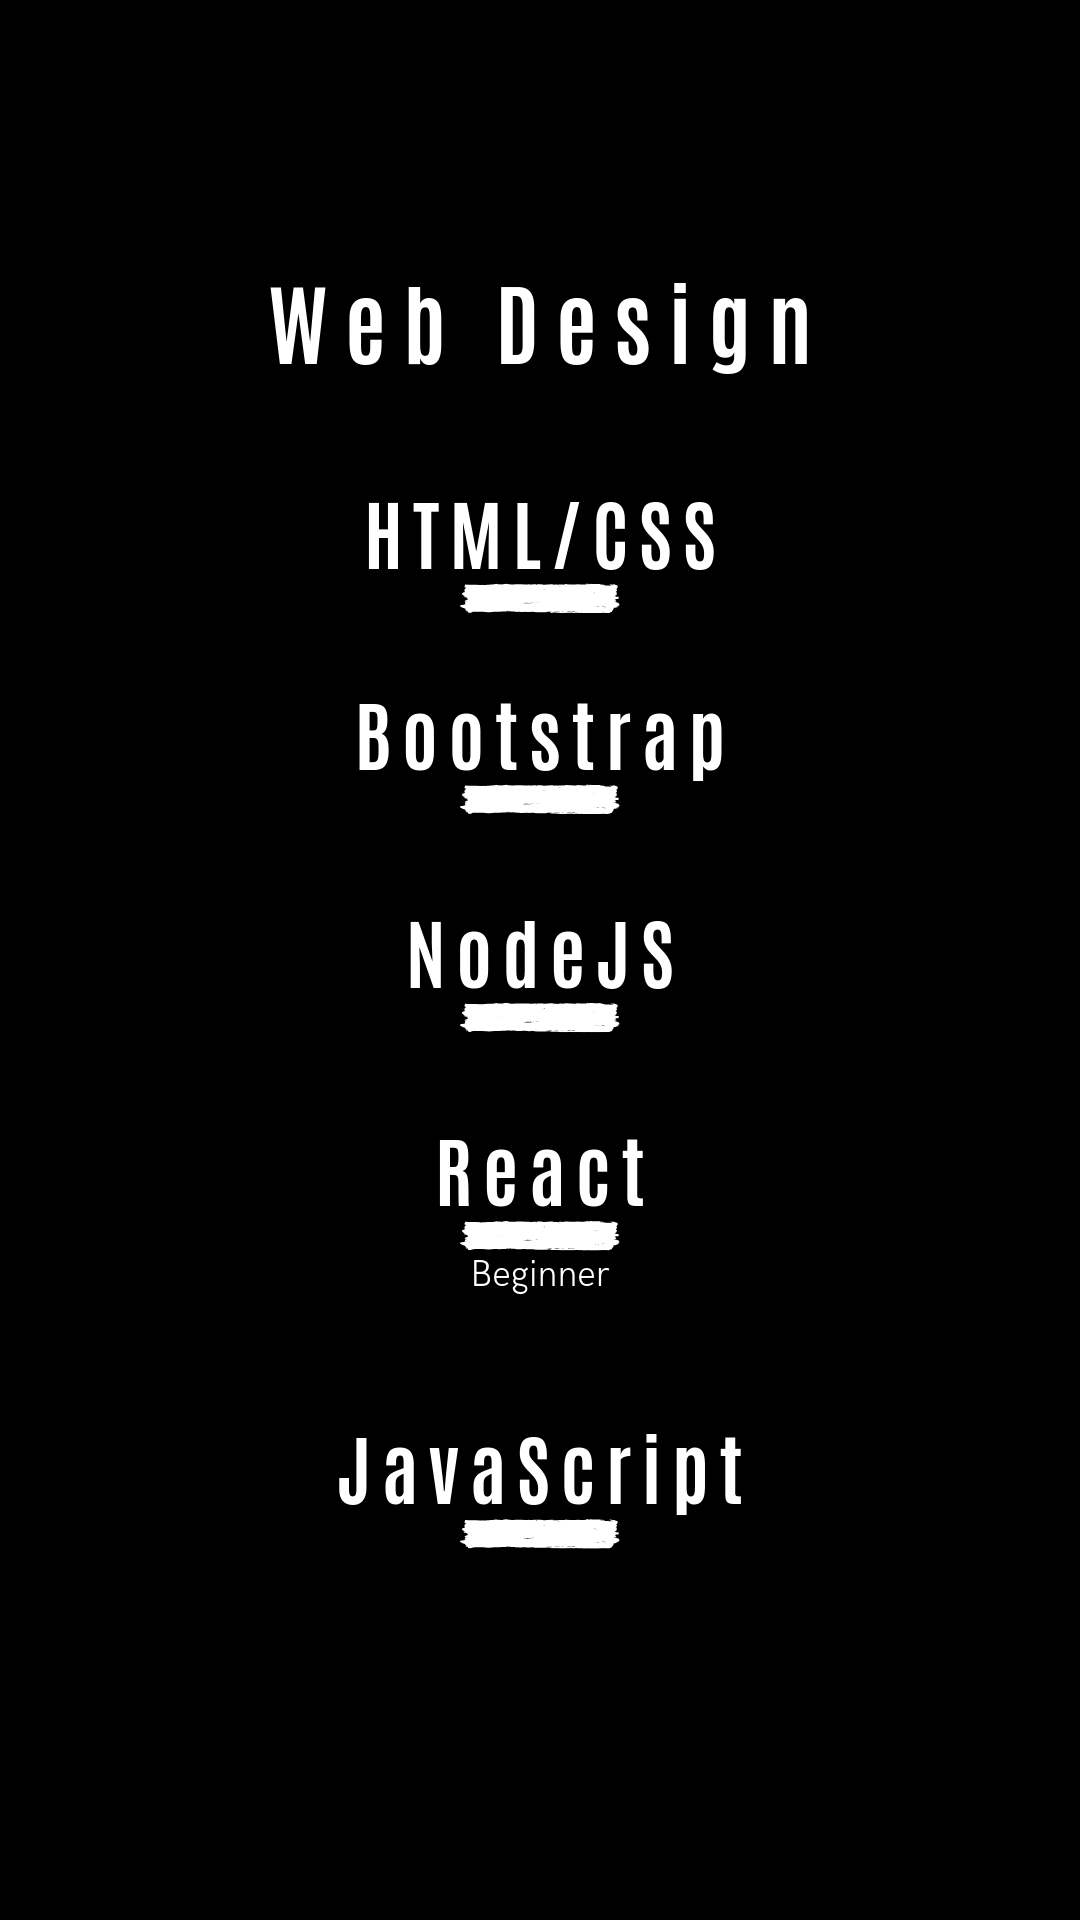 Web Design
HTML/CSS
Bootstrap
NodeJS
React
Beginner
JavaScript